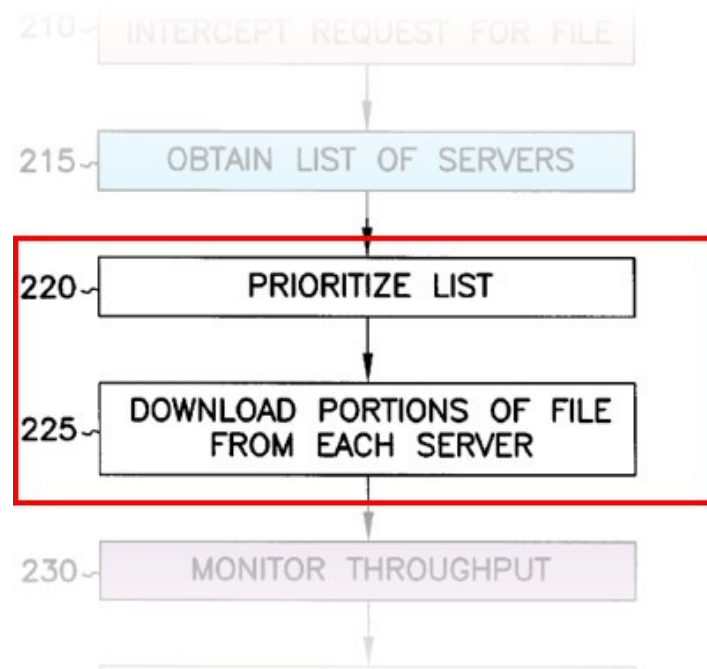 210 INTERCEPT REQUEST FOR FILE
215 OBTAIN LIST OF SERVERS
220 PRIORITIZE LIST
225 DOWNLOAD PORTIONS OF FILE
FROM EACH SERVER
230 MONITOR THROUGHPUT